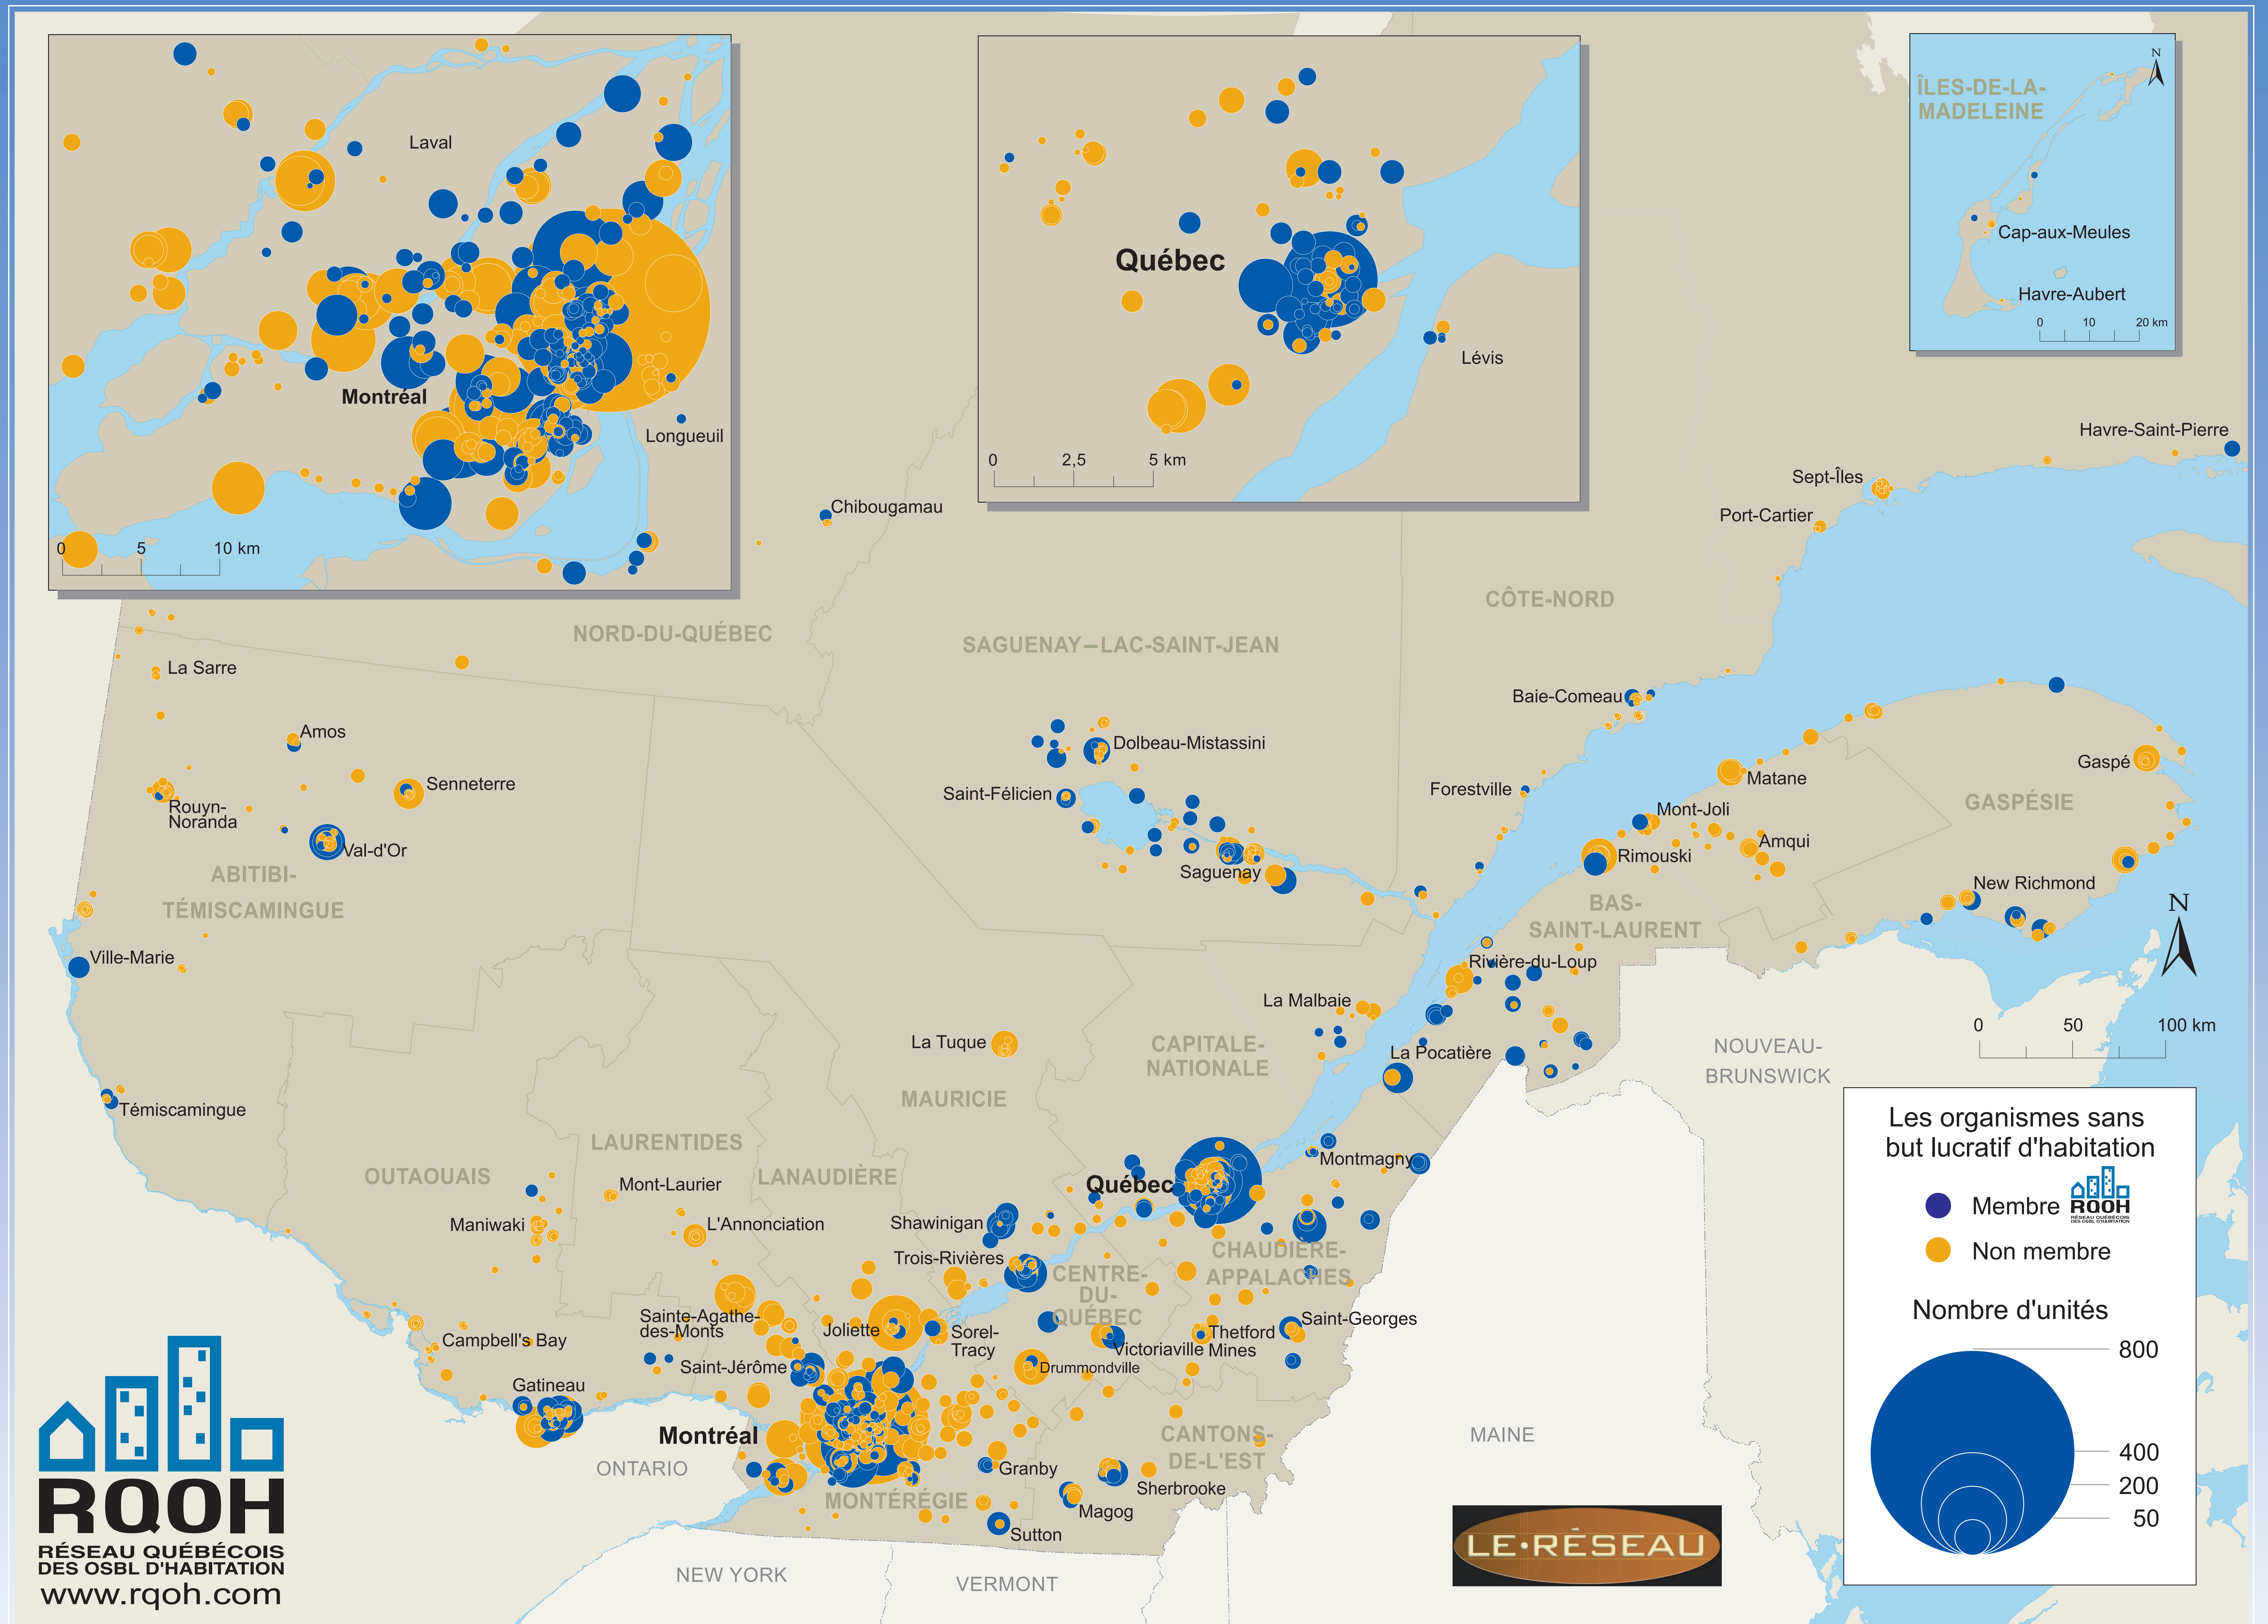 Laval
Montréal
Longueuil
0 5 10 km
Québec
Lévis
0 2,5 5 km
N
ÎLES-DE-LA-
MADELEINE
Cap-aux-Meules
Havre-Aubert
0 10 20 km
Havre-Saint-Pierre
Sept-Îles
Port-Cartier
Chibougamau
CÔTE-NORD
NORD-DU-QUÉBEC
SAGUENAY–LAC-SAINT-JEAN
La Sarre
Baie-Comeau
Amos
Dolbeau-Mistassini
Gaspé
Matane
Senneterre
Saint-Félicien
Forestville
GASPÉSIE
Mont-Joli
Rouyn-
Noranda
Amqui
Val-d'Or
Rimouski
Saguenay
ABITIBI-
TÉMISCAMINGUE
New Richmond
BAS-
SAINT-LAURENT
N
Ville-Marie
Rivière-du-Loup
La Malbaie
0 50 100 km
La Tuque
CAPITALE-
NATIONALE
La Pocatière
NOUVEAU-
BRUNSWICK
MAURICIE
Témiscamingue
LAURENTIDES
Montmagny
OUTAOUAIS
LANAUDIÈRE
Mont-Laurier
Québec
Maniwaki
L'Annonciation
Shawinigan
Trois-Rivières
CHAUDIÈRE-
APPALACHES
CENTRE-
DU-
QUÉBEC
Sainte-Agathe-
des-Monts
Joliette
Sorel-
Tracy
Saint-Georges
Campbell's Bay
Thetford
Mines
Victoriaville
Saint-Jérôme
Drummondville
Gatineau
Montréal
CANTONS-
DE-L'EST
MAINE
ONTARIO
Granby
Sherbrooke
MONTÉRÉGIE
Magog
Sutton
NEW YORK
VERMONT
Les organismes sans
but lucratif d'habitation
Membre
RQOH
RÉSEAU QUÉBÉCOIS
DES OSBL D'HABITATION
Non membre
Nombre d'unités
800
400
200
50
RQOH
RÉSEAU QUÉBÉCOIS
DES OSBL D'HABITATION
www.rqoh.com
LE•RÉSEAU